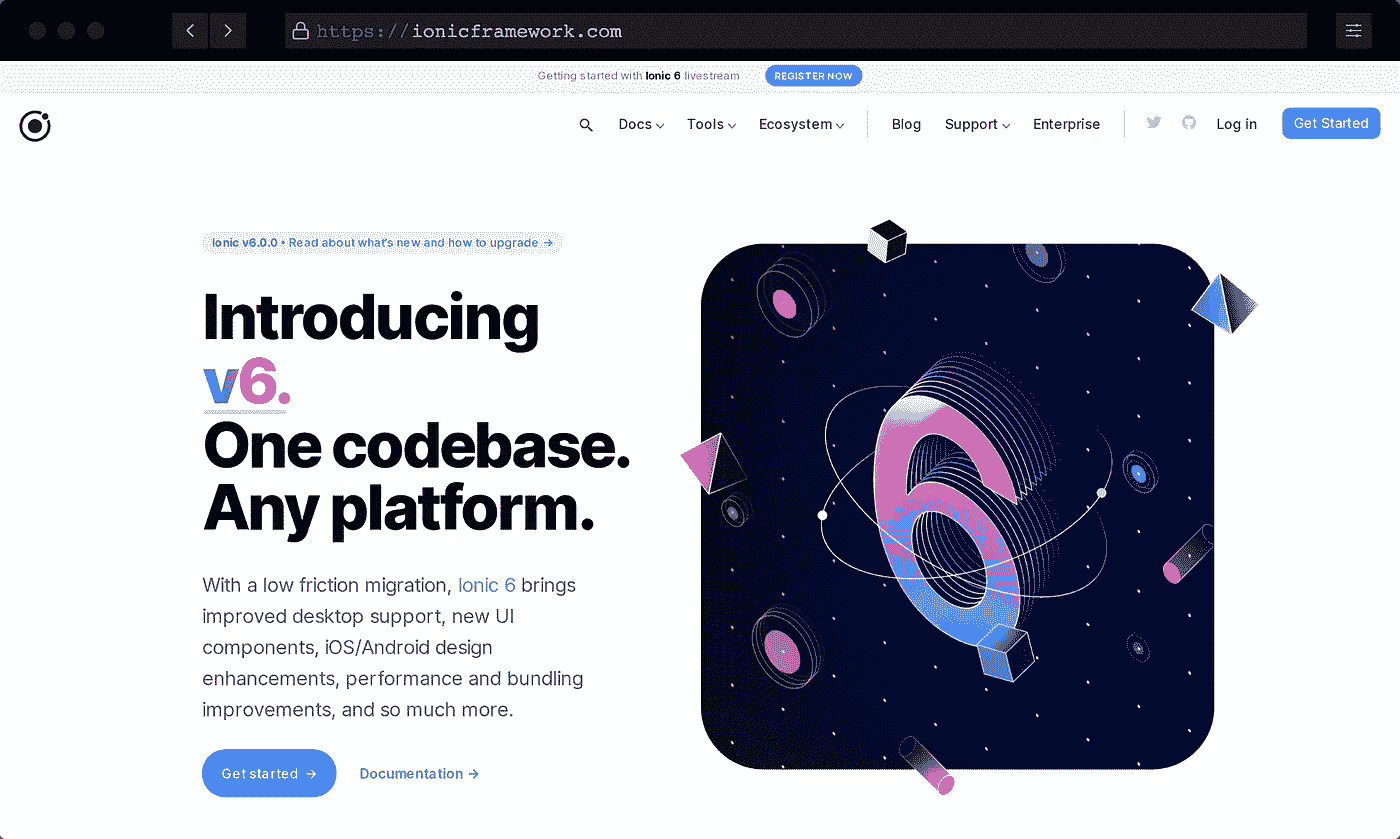 https://ionicframework.com
Getting started with Ionic 6 livestream REGISTER NOW
Docs Tools Ecosystem Blog Support Enterprise Log in Get Started
Ionic v6.0.0 • Read about what's new and how to upgrade →
Introducing
v6.
One codebase.
Any platform.
With a low friction migration, Ionic 6 brings
improved desktop support, new UI
components, iOS/Android design
enhancements, performance and bundling
improvements, and so much more.
Get started → Documentation →
6